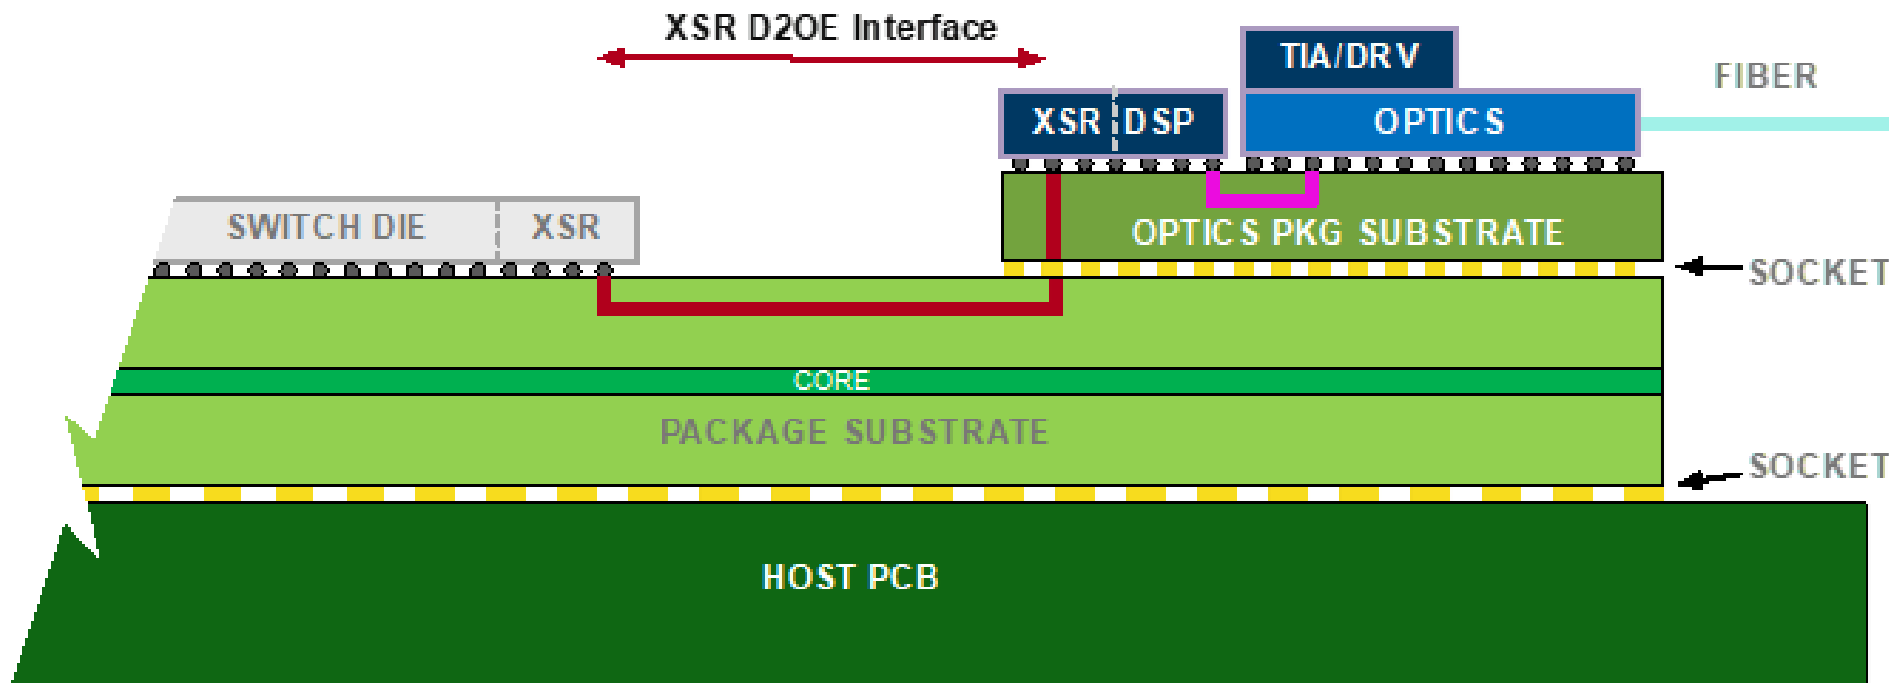 XSR D2OE Interface
TIA/DRV
FIBER
XSR DSP
OPTICS
SWITCH DIE XSR
OPTICS PKG SUBSTRATE
SOCKET
CORE
PACKAGE SUBSTRATE
SOCKET
HOST PCB